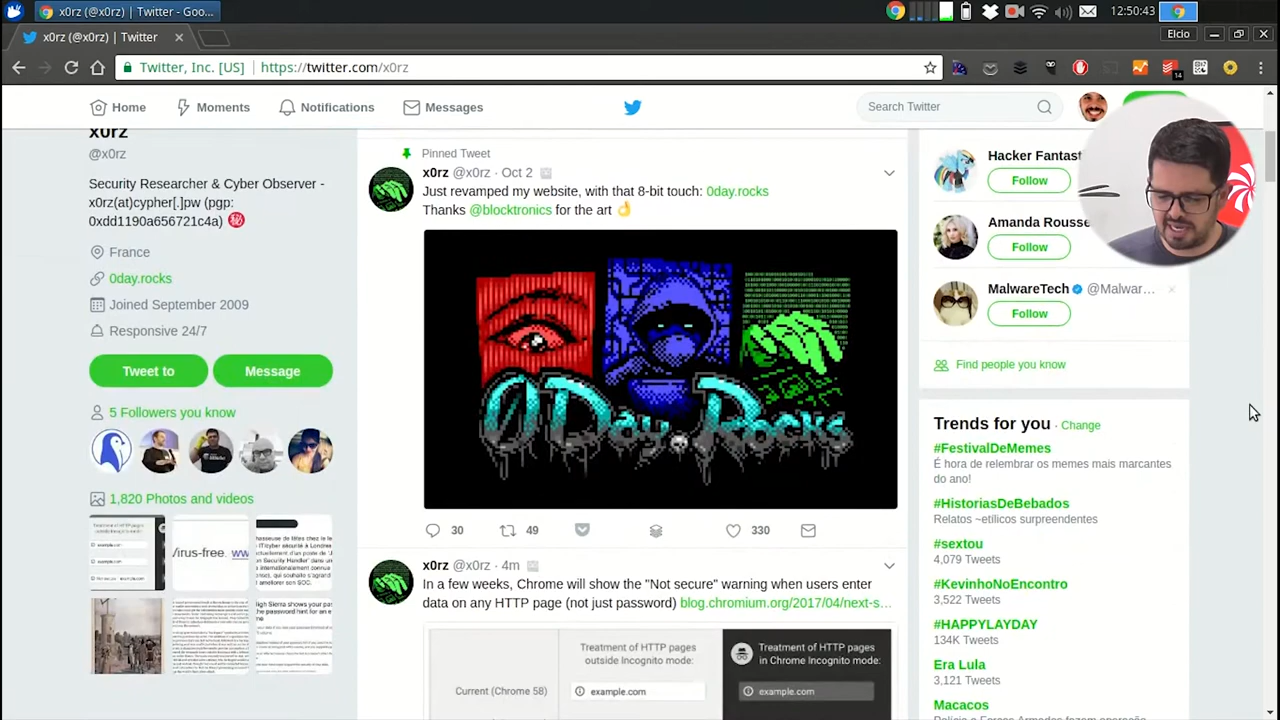 x0rz (@x0rz) | Twitter - Goo...
12:50:43
x0rz (@x0rz) | Twitter
Elcio
Twitter, Inc. [US]
https://twitter.com/x0rz
14
Home
Moments
Notifications
Messages
Search Twitter
x0rz
@x0rz
Security Researcher & Cyber Observer -
x0rz(at)cypher[.]pw (pgp:
0xdd1190a656721c4a)
France
0day.rocks
Joined September 2009
Tweet to
Message
5 Followers you know
1,820 Photos and videos
Pinned Tweet
x0rz @x0rz · Oct 2
Just revamped my website, with that 8-bit touch: 0day.rocks
Thanks @blocktronics for the art
0Day.Rocks
30
49
330
x0rz @x0rz · 4m
In a few weeks, Chrome will show the "Not secure" warning when users enter
data on any HTTP page (not just password) blog.chromium.org/2017/04/next-s...
Treatment of HTTP pages
outside Incognito mode:
Treatment of HTTP pages
in Chrome Incognito mode:
Current (Chrome 58)
example.com
example.com
Hacker Fantast
Follow
Amanda Rousse
Follow
MalwareTech @Malwar...
Follow
Find people you know
Trends for you · Change
#FestivalDeMemes
É hora de relembrar os memes mais marcantes
do ano!
#HistoriasDeBebados
Relatos ~etílicos surpreendentes
#sextou
4,079 Tweets
#KevinhoNoEncontro
3,522 Tweets
#HAPPYLAYDAY
134K Tweets
Era Lula
3,121 Tweets
Macacos